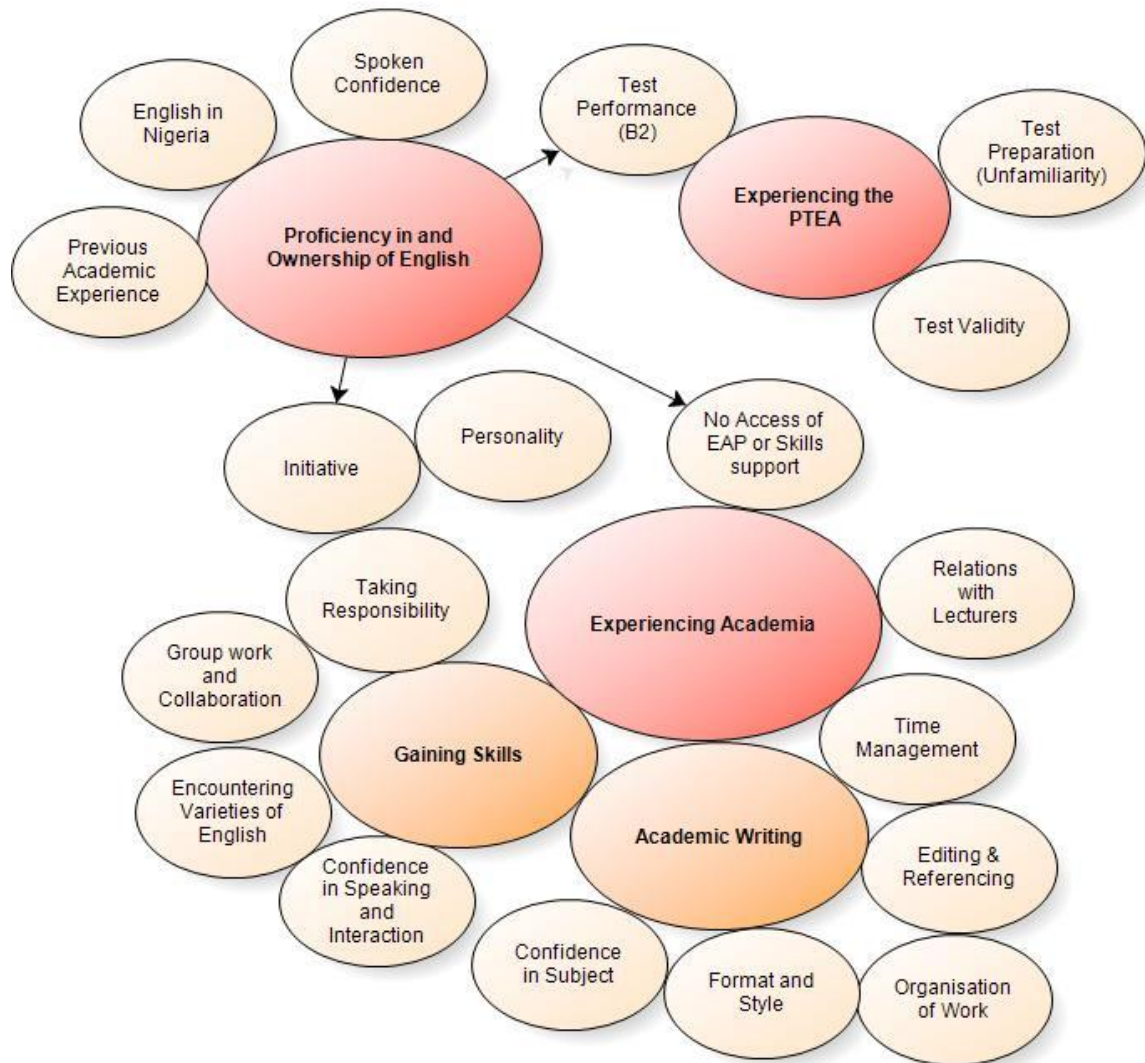 Spoken
Confidence
English in
Nigeria
Previous
Academic
Experience
Proficiency in and
Ownership of English
Test
Performance
(B2)
Experiencing the
PTEA
Test
Preparation
(Unfamiliarity)
Test Validity
Initiative
Personality
No Access of
EAP or Skills
support
Taking
Responsibility
Experiencing Academia
Relations
with
Lecturers
Group work
and
Collaboration
Gaining Skills
Time
Management
Encountering
Varieties of
English
Academic Writing
Editing &
Referencing
Confidence
in Speaking
and
Interaction
Confidence
in Subject
Format and
Style
Organisation
of Work